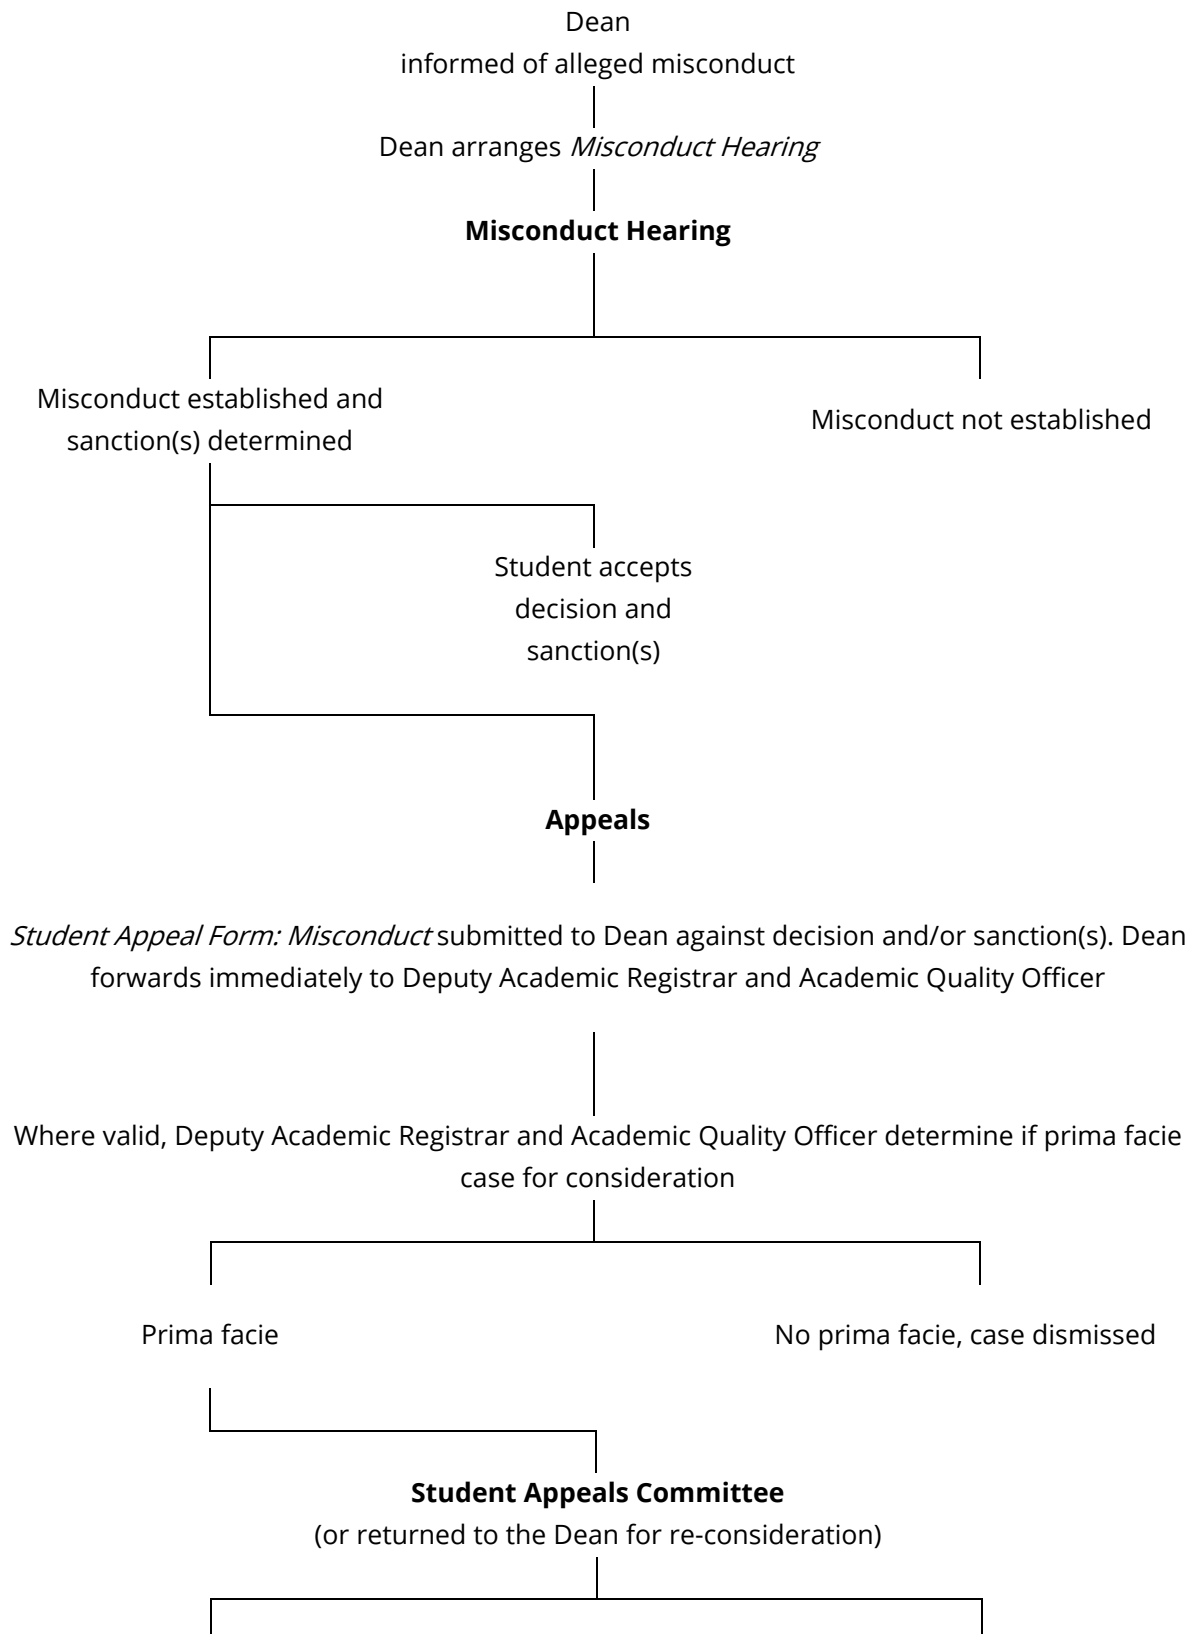 Dean
informed of alleged misconduct
Dean arranges Misconduct Hearing
Misconduct Hearing
Misconduct established and
sanction(s) determined
Misconduct not established
Student accepts
decision and
sanction(s)
Appeals
Student Appeal Form: Misconduct submitted to Dean against decision and/or sanction(s). Dean
forwards immediately to Deputy Academic Registrar and Academic Quality Officer
Where valid, Deputy Academic Registrar and Academic Quality Officer determine if prima facie
case for consideration
Prima facie
No prima facie, case dismissed
Student Appeals Committee
(or returned to the Dean for re-consideration)